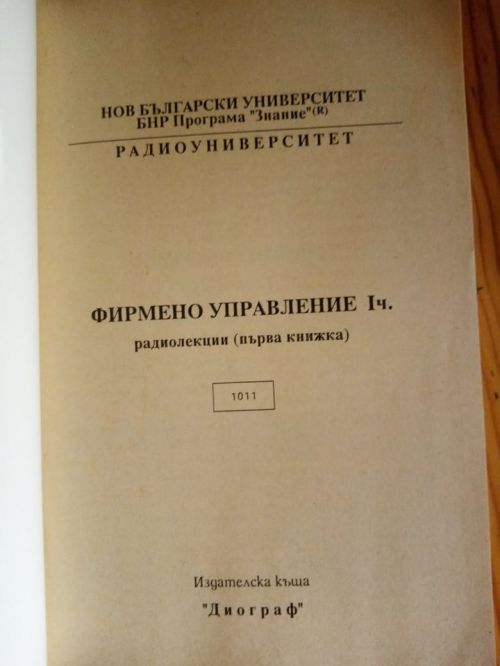 НОВ БЪЛГАРСКИ УНИВЕРСИТЕТ
БНР Програма "Знание"(R)
РАДИОУНИВЕРСИТЕТ
ФИРМЕНО УПРАВЛЕНИЕ Iч.
радиолекции (първа книжка)
1011
Издателска къща
"Диограф"